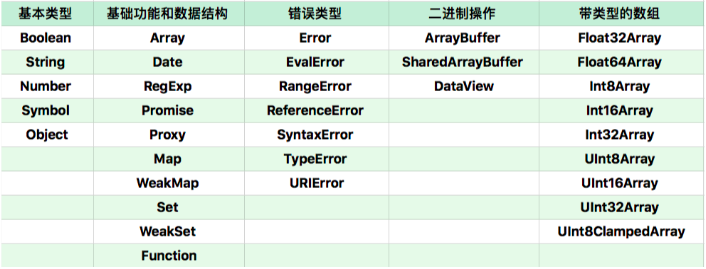 基本类型 基础功能和数据结构 错误类型 二进制操作 带类型的数组
Boolean Array Error ArrayBuffer Float32Array
String Date EvalError SharedArrayBuffer Float64Array
Number RegExp RangeError DataView Int8Array
Symbol Promise ReferenceError Int16Array
Object Proxy SyntaxError Int32Array
Map TypeError UInt8Array
WeakMap URIError UInt16Array
Set UInt32Array
WeakSet UInt8ClampedArray
Function